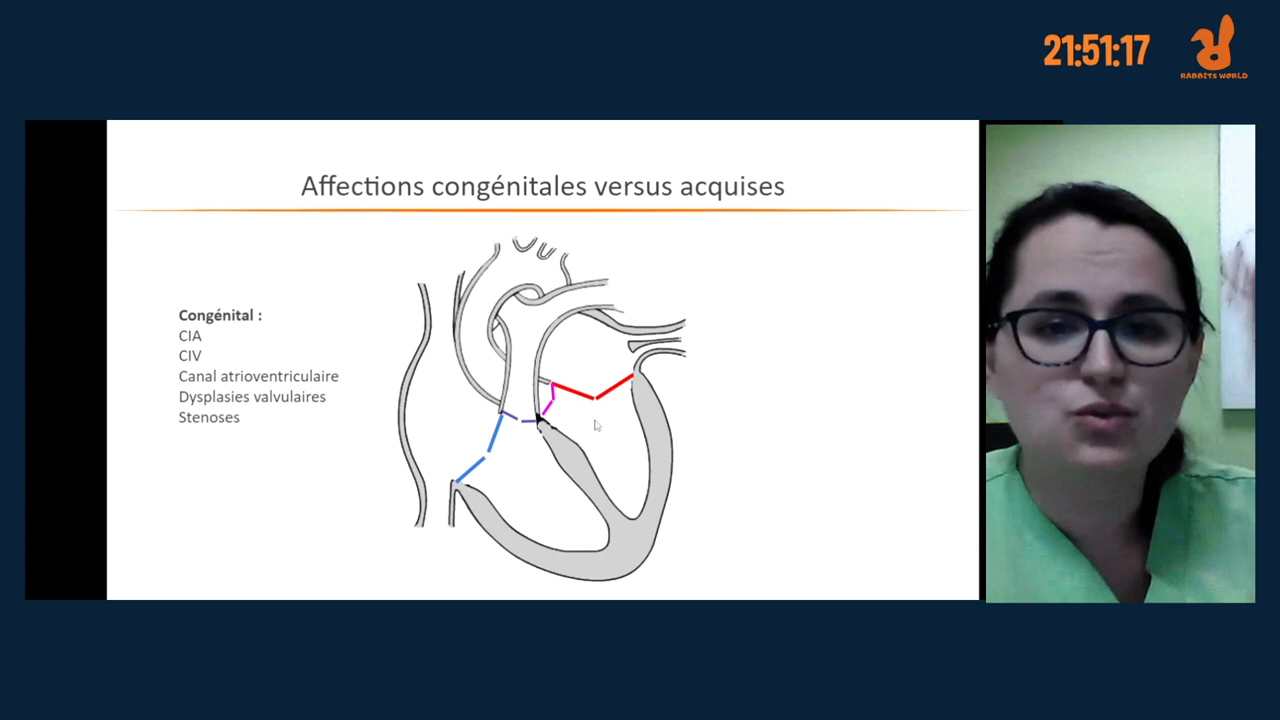 21:51:17
RABBITS WORLD
Affections congénitales versus acquises
Congénital :
CIA
CIV
Canal atrioventriculaire
Dysplasies valvulaires
Stenoses